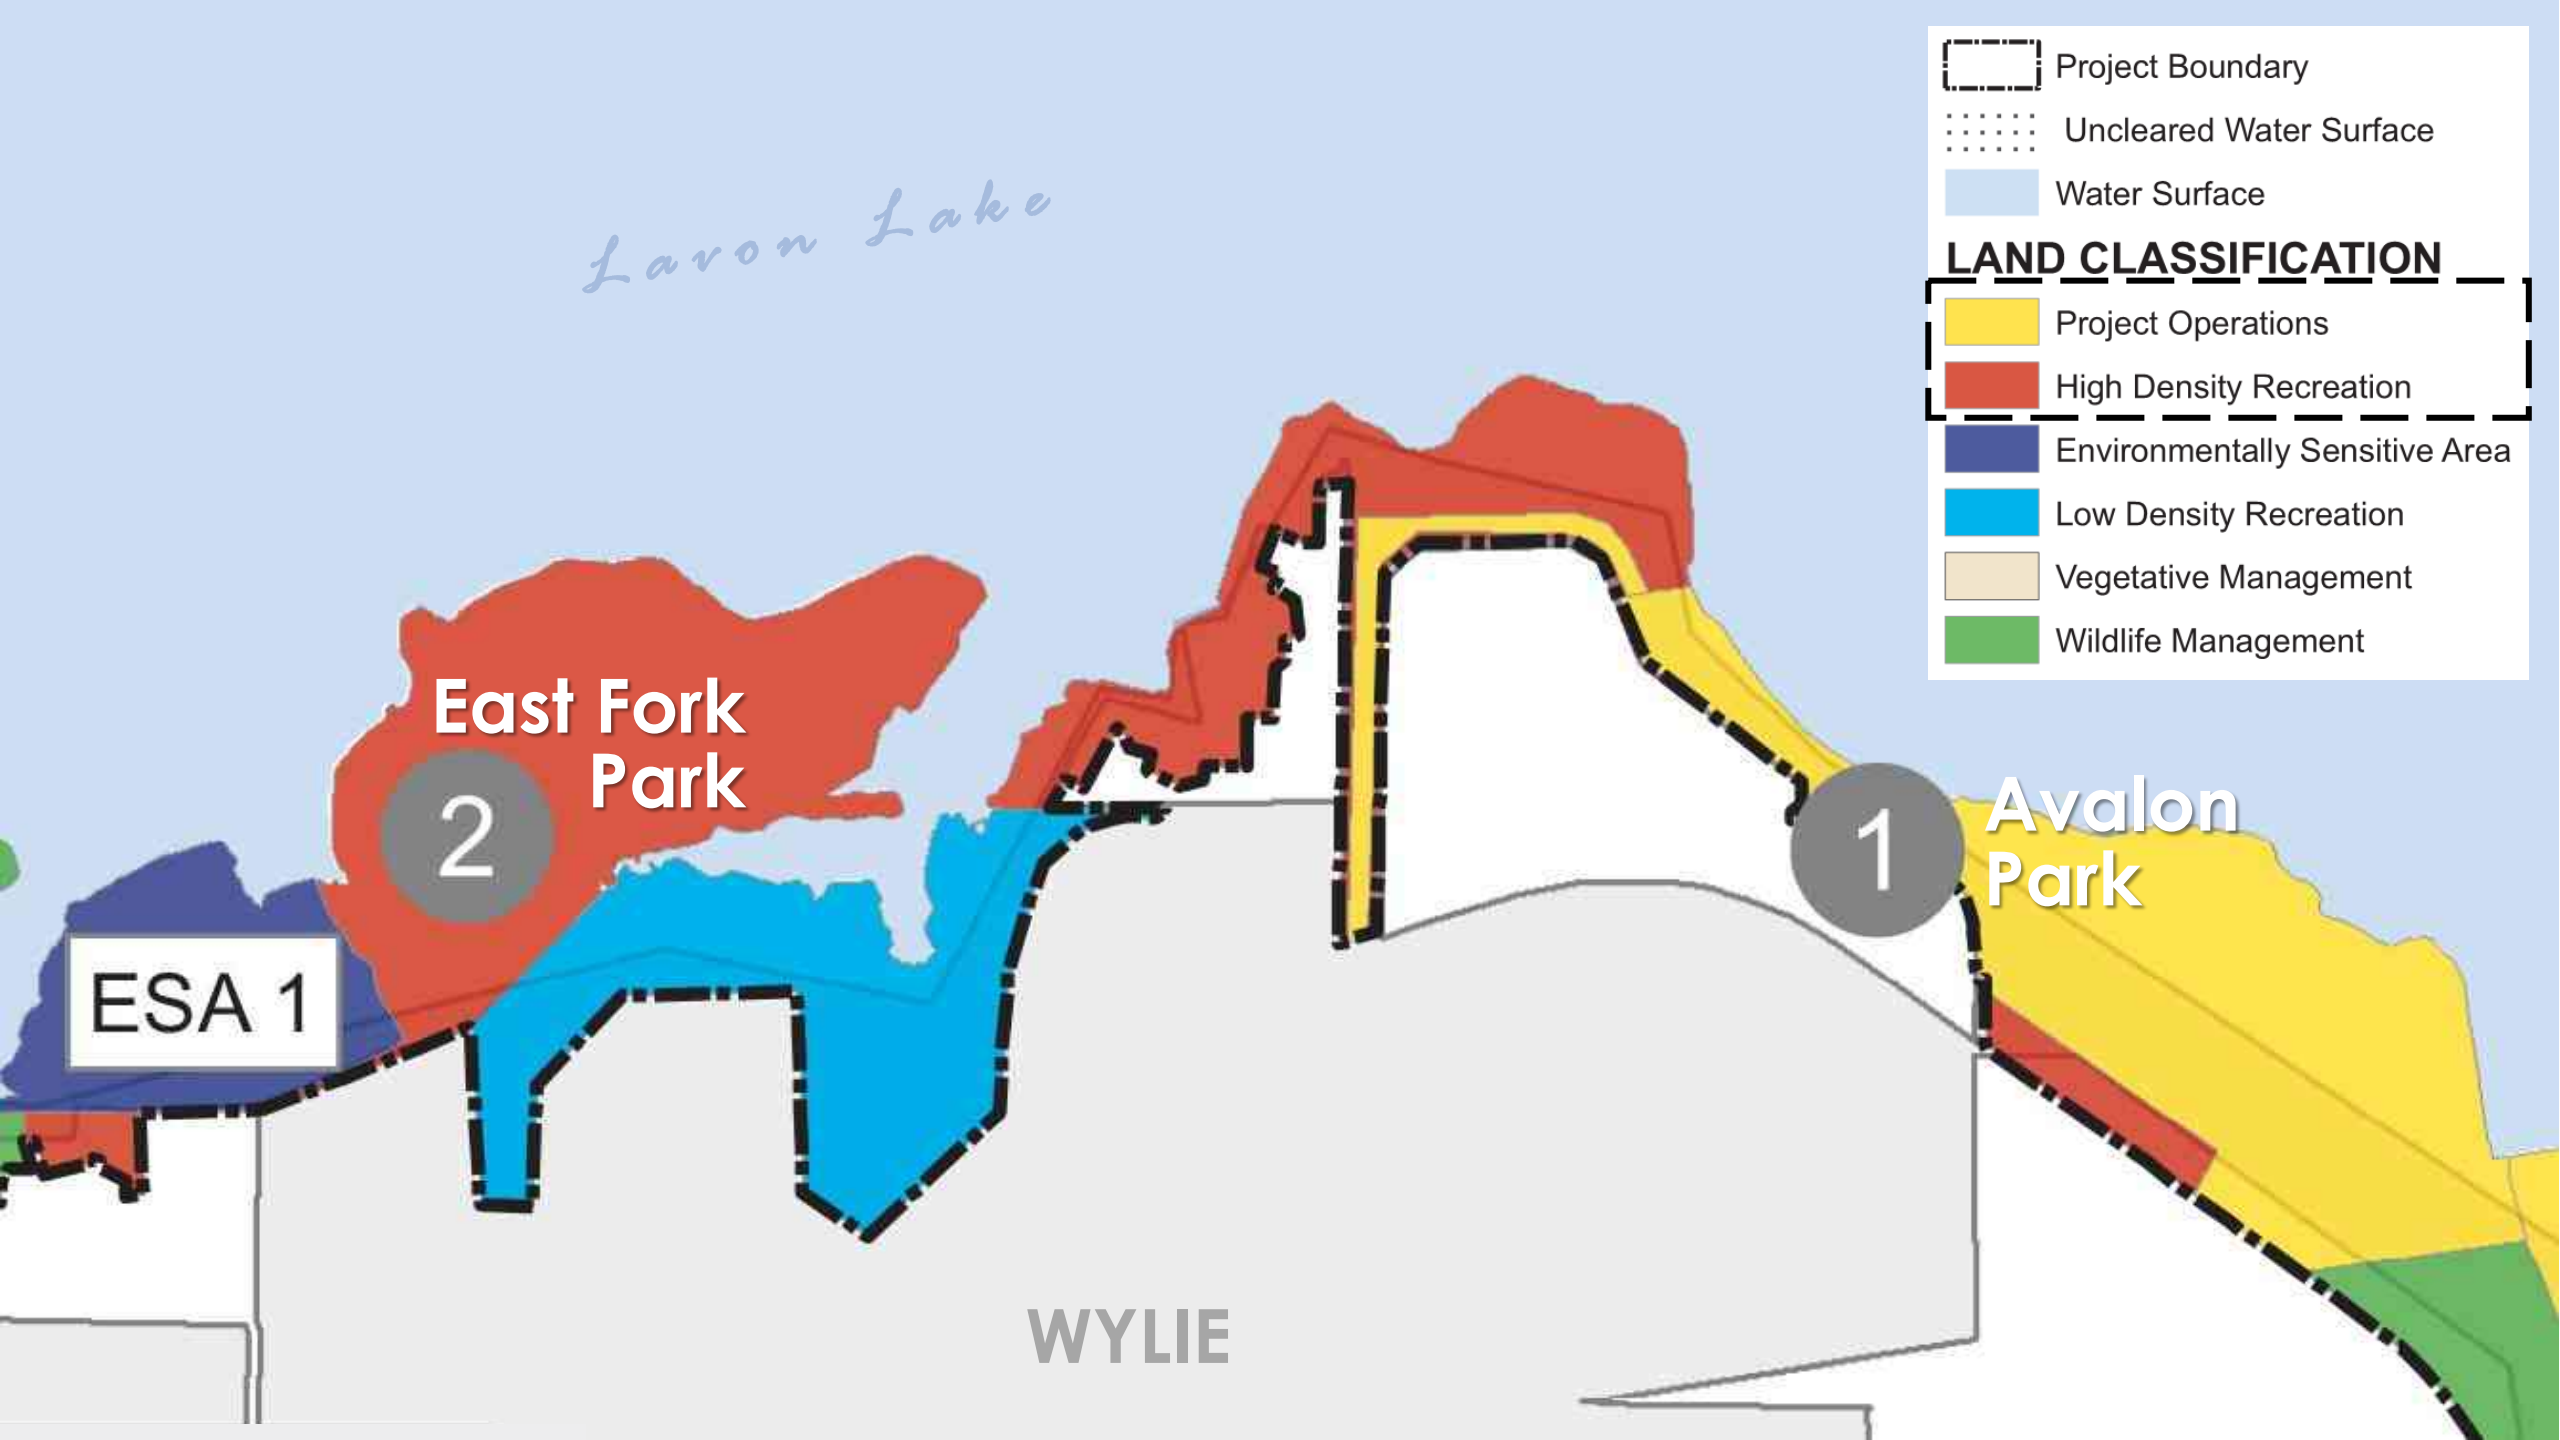 Project Boundary
Uncleared Water Surface
Water Surface
LAND CLASSIFICATION
Project Operations
High Density Recreation
Environmentally Sensitive Area
Low Density Recreation
Vegetative Management
Wildlife Management
Lavon Lake
East Fork
Park
2
Avalon
Park
1
ESA 1
WYLIE